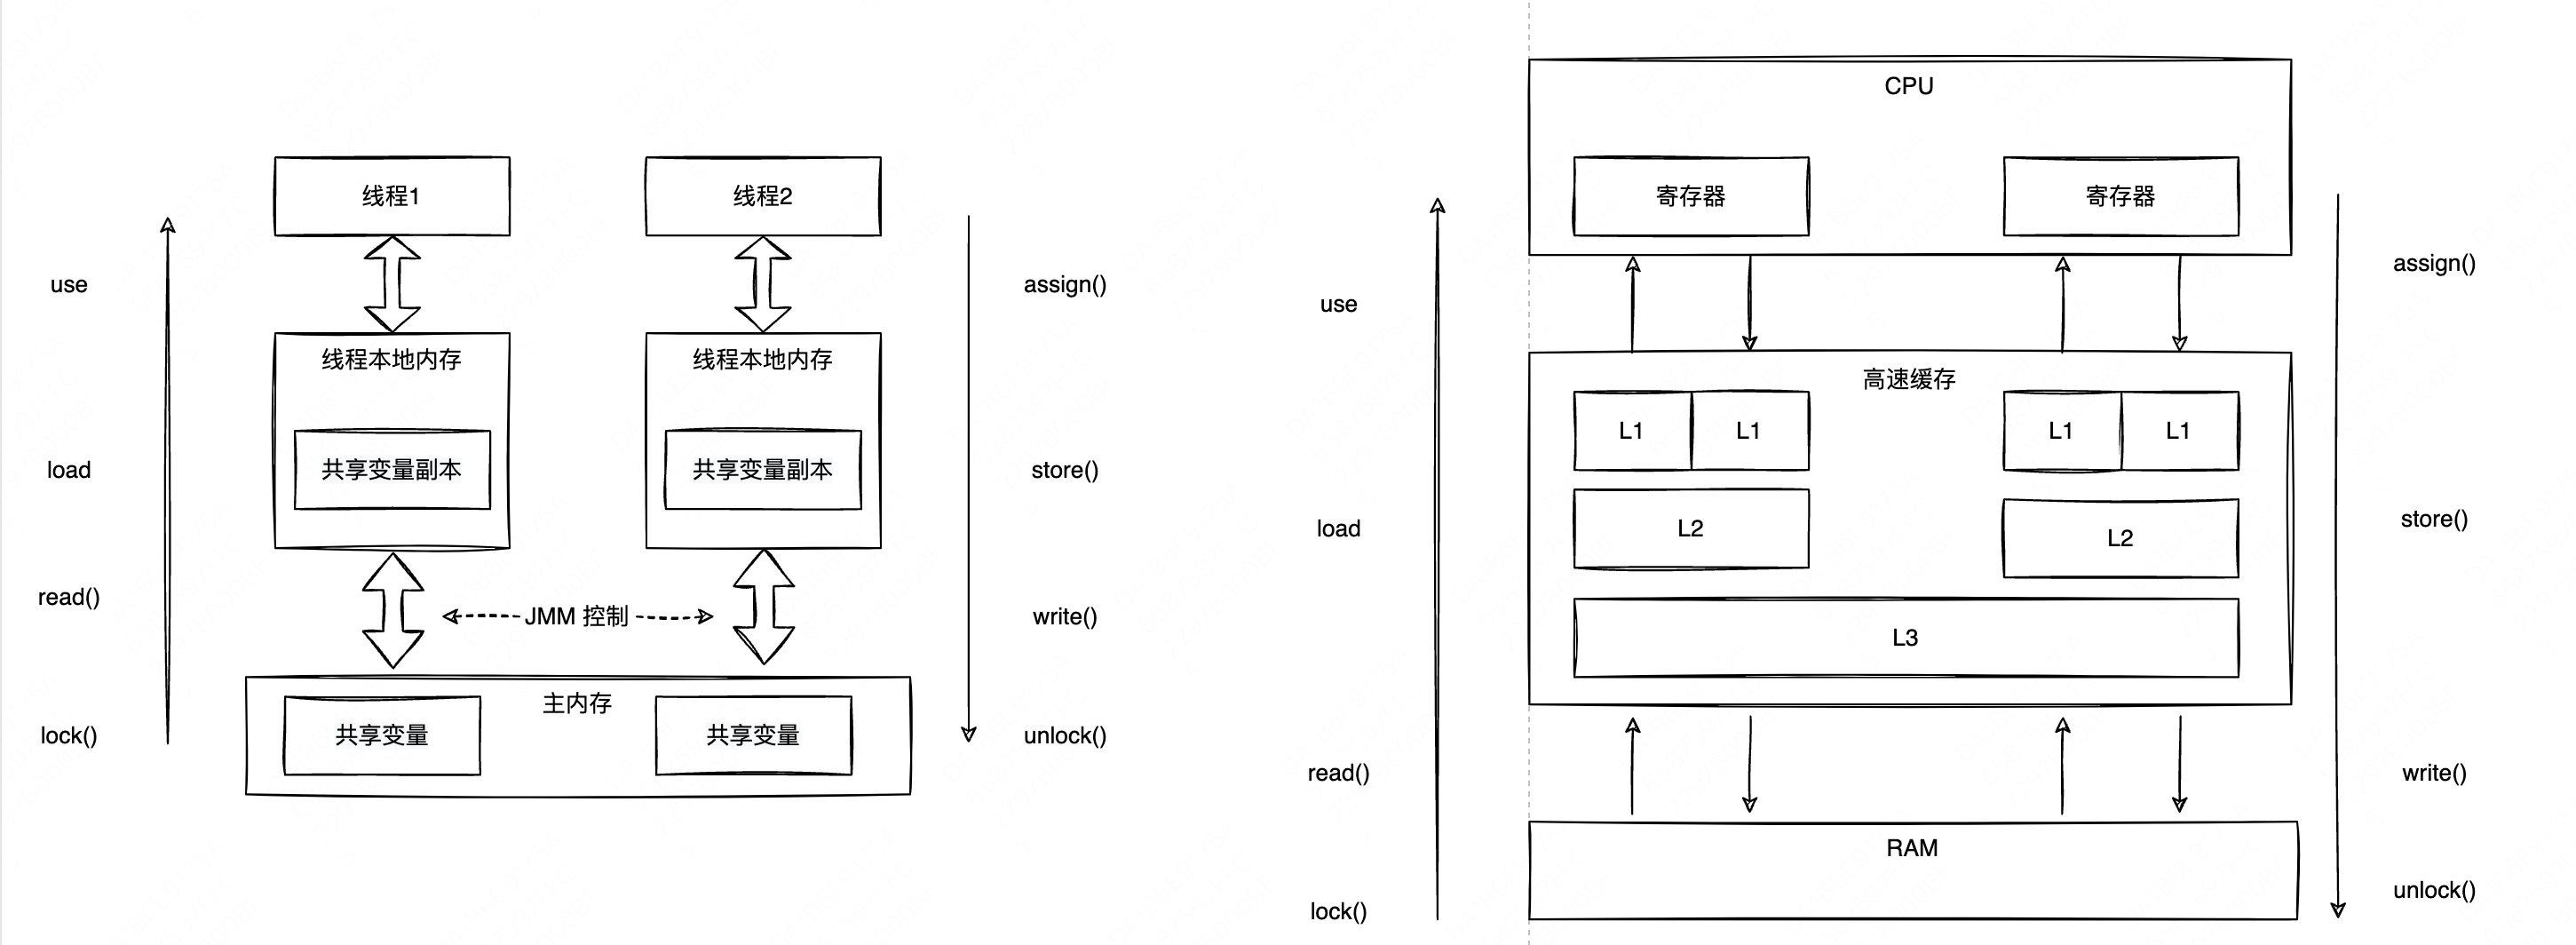 线程1
线程2
use
assign()
线程本地内存
线程本地内存
load
共享变量副本
共享变量副本
store()
read()
JMM 控制
write()
主内存
lock()
共享变量
共享变量
unlock()
CPU
寄存器
寄存器
use
assign()
高速缓存
L1
L1
L1
L1
load
L2
L2
store()
L3
read()
write()
RAM
lock()
unlock()